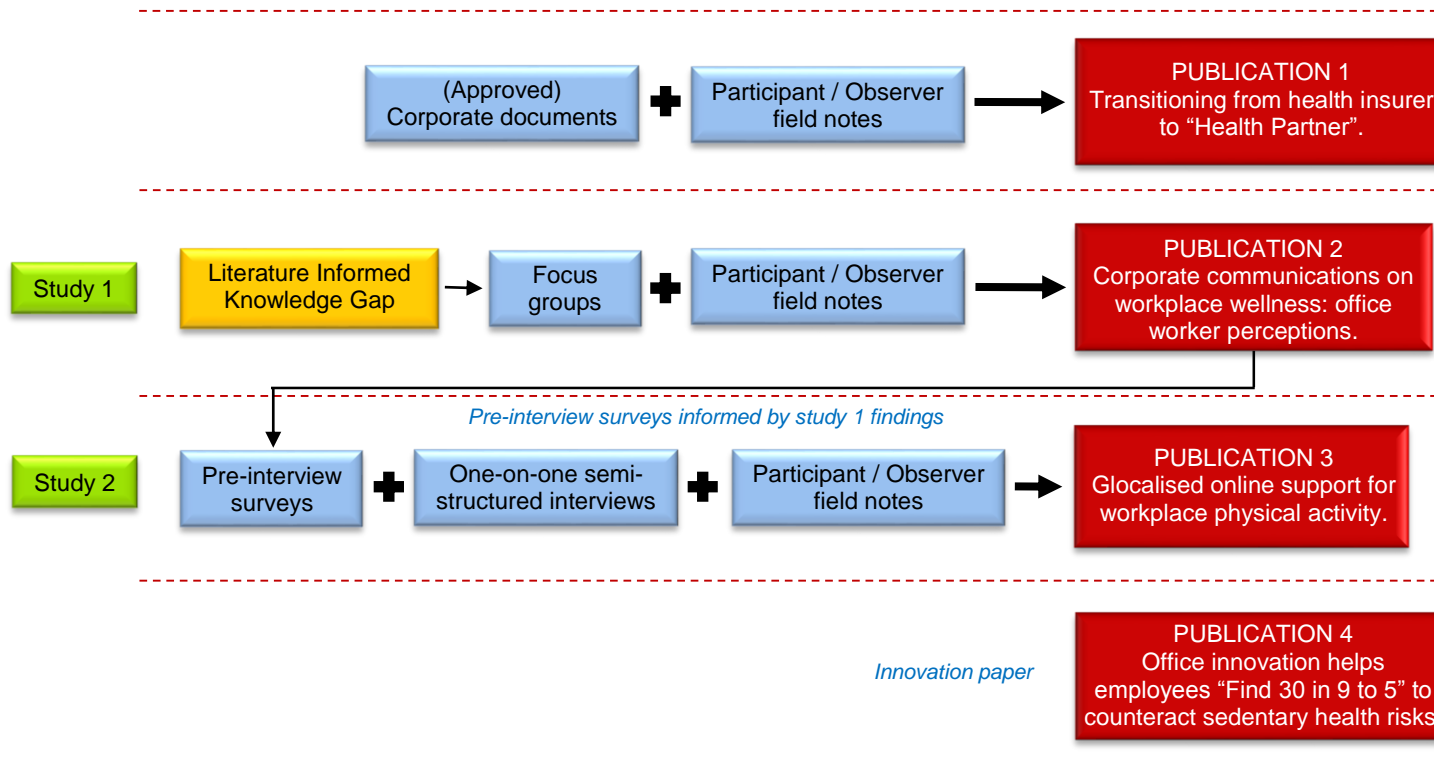 (Approved)
Corporate documents
Participant / Observer
field notes
PUBLICATION 1
Transitioning from health insurer
to “Health Partner”.
Study 1
Literature Informed
Knowledge Gap
Focus
groups
Participant / Observer
field notes
PUBLICATION 2
Corporate communications on
workplace wellness: office
worker perceptions.
Pre-interview surveys informed by study 1 findings
Study 2
Pre-interview
surveys
One-on-one semi-
structured interviews
Participant / Observer
field notes
PUBLICATION 3
Glocalised online support for
workplace physical activity.
Innovation paper
PUBLICATION 4
Office innovation helps
employees “Find 30 in 9 to 5” to
counteract sedentary health risks